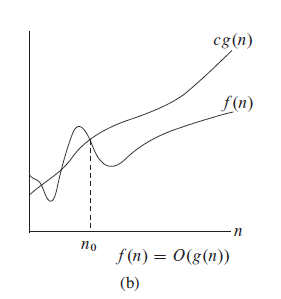 cg(n)
f(n)
n
n₀
f(n) = O(g(n))
(b)